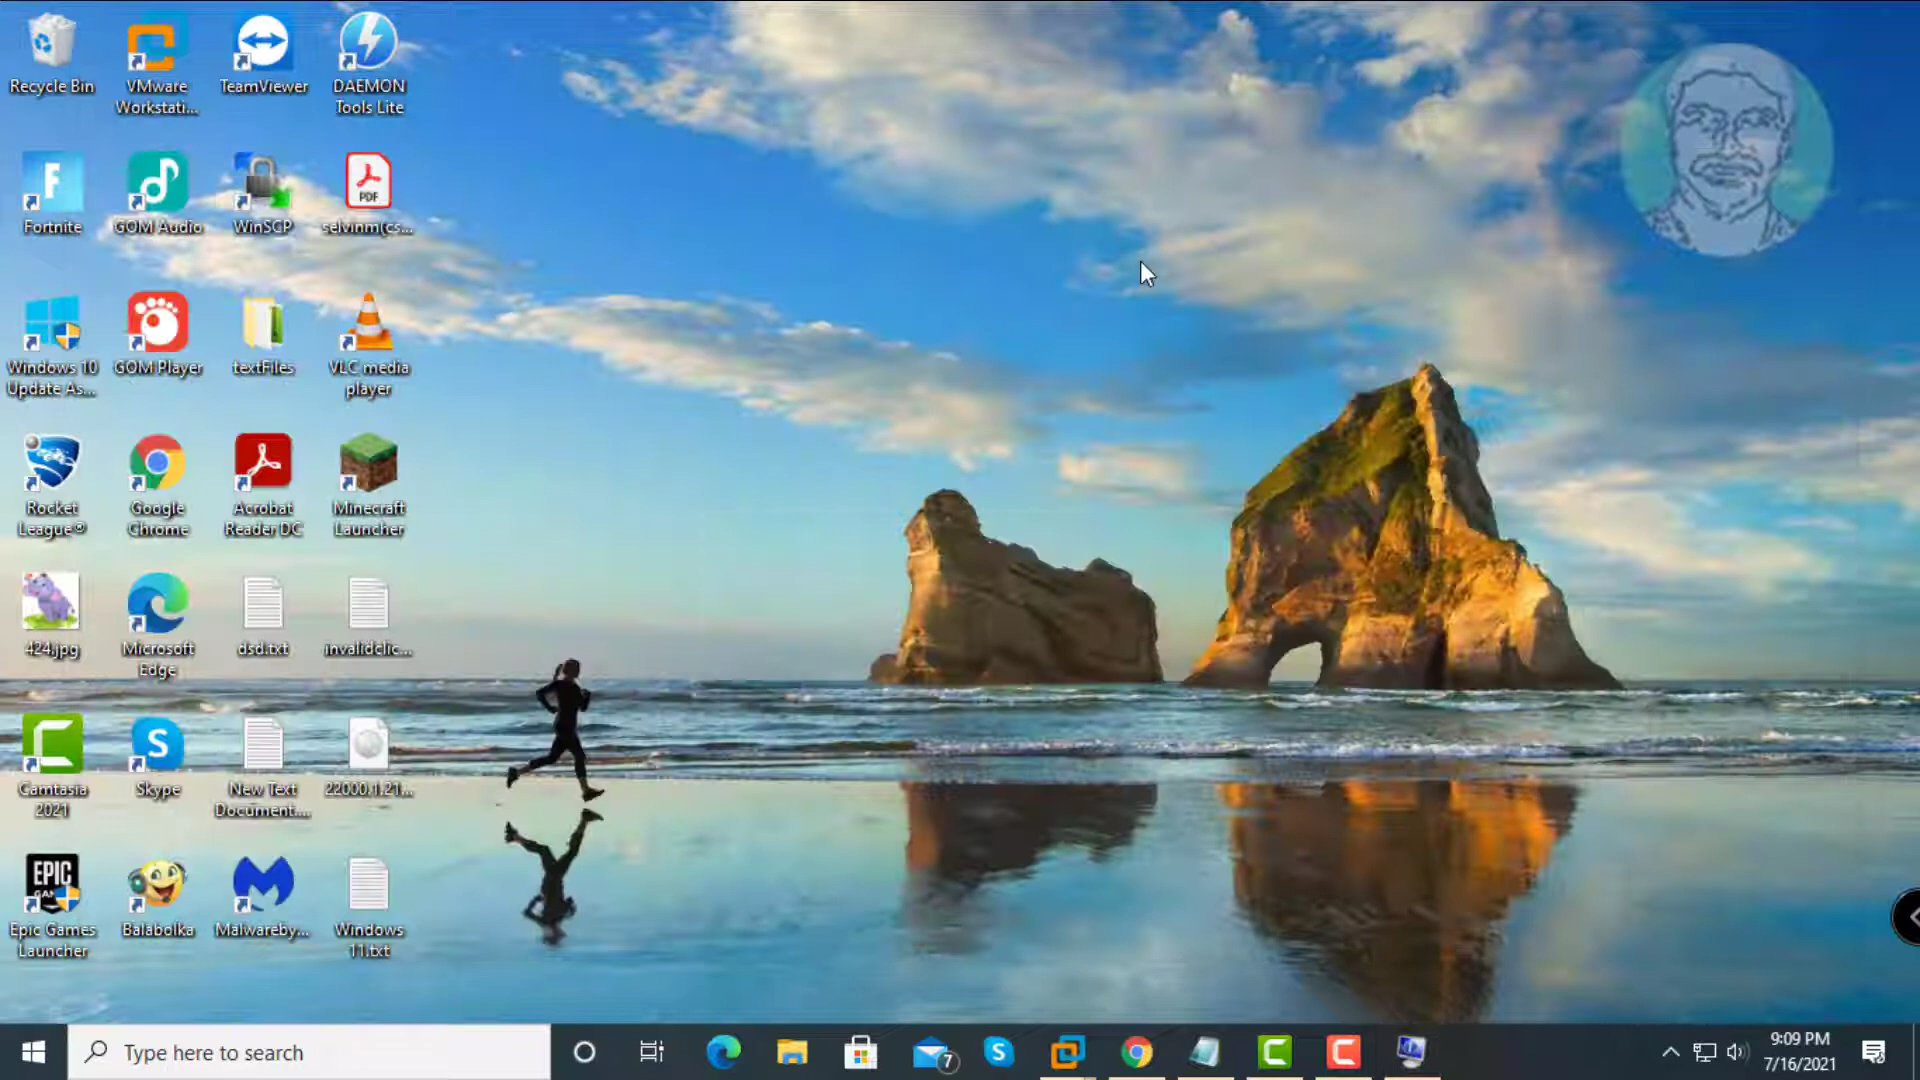 Recycle Bin
VMware
Workstati...
TeamViewer
DAEMON
Tools Lite
F
PDF
Fortnite
GOM Audio
WinSCP
selvinm(cs...
Windows 10
Update As...
GOM Player
textFiles
VLC media
player
Rocket
League®
Google
Chrome
Acrobat
Reader DC
Minecraft
Launcher
424.jpg
Microsoft
Edge
dsd.txt
invalidclic...
Camtasia
2021
Skype
New Text
Document....
22000.1.21...
EPIC
Epic Games
Launcher
Balabolka
Malwareby...
Windows
11.txt
Type here to search
7
9:09 PM
7/16/2021